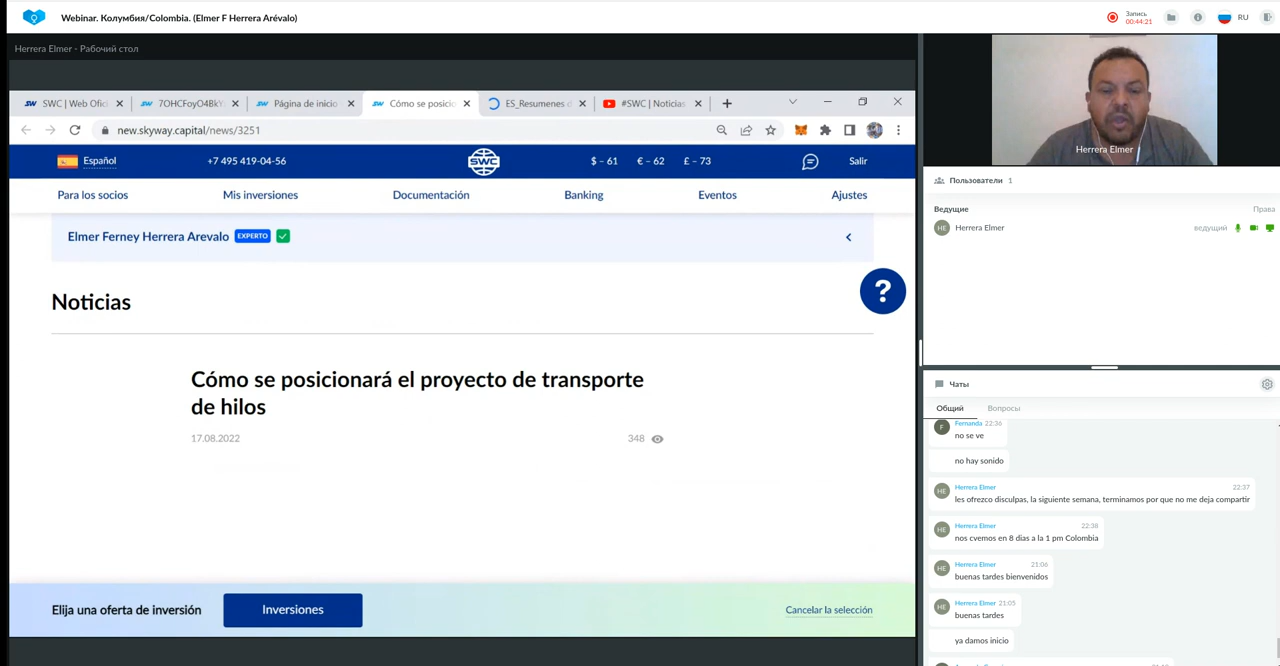 Webinar. Колумбия/Colombia. (Elmer F Herrera Arévalo)
Запись
00:44:21
RU
Herrera Elmer - Рабочий стол
SWC | Web Ofic
Página de inicio
Cómo se posicio
ES_Resumenes d
#SWC | Noticias
new.skyway.capital/news/3251
Español
+7 495 419-04-56
SWC
$ – 61
€ – 62
£ – 73
Salir
Para los socios
Mis inversiones
Documentación
Banking
Eventos
Ajustes
Elmer Ferney Herrera Arevalo
EXPERTO
Noticias
?
Cómo se posicionará el proyecto de transporte
de hilos
17.08.2022
348
Elija una oferta de inversión
Inversiones
Cancelar la selección
Herrera Elmer
Пользователи 1
Ведущие
Права
HE
Herrera Elmer
ведущий
Чаты
Общий
Вопросы
F
Fernanda 22:36
no se ve
no hay sonido
HE
Herrera Elmer 22:37
les ofrezco disculpas, la siguiente semana, terminamos por que no me deja compartir
HE
Herrera Elmer 22:38
nos cvemos en 8 dias a la 1 pm Colombia
HE
Herrera Elmer 21:06
buenas tardes bienvenidos
HE
Herrera Elmer 21:05
buenas tardes
ya damos inicio